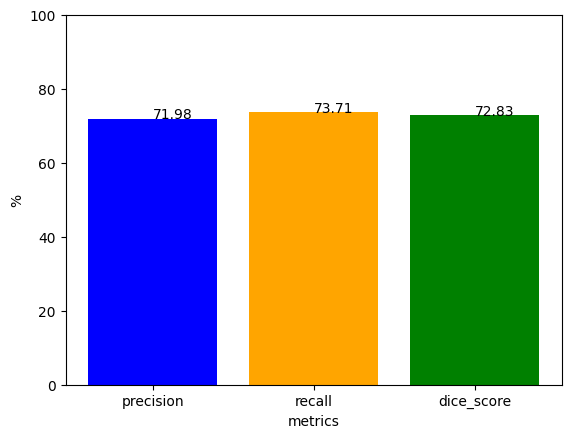 100
80
60
40
20
0
%
71.98
73.71
72.83
precision
recall
dice_score
metrics